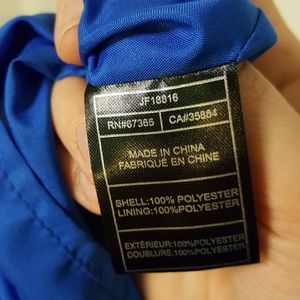 JF18816
RN#67365 CA#35884
MADE IN CHINA
FABRIQUÉ EN CHINE
SHELL:100% POLYESTER
LINING:100%POLYESTER
EXTÉRIEUR:100%POLYESTER
DOUBLURE:100%POLYESTER